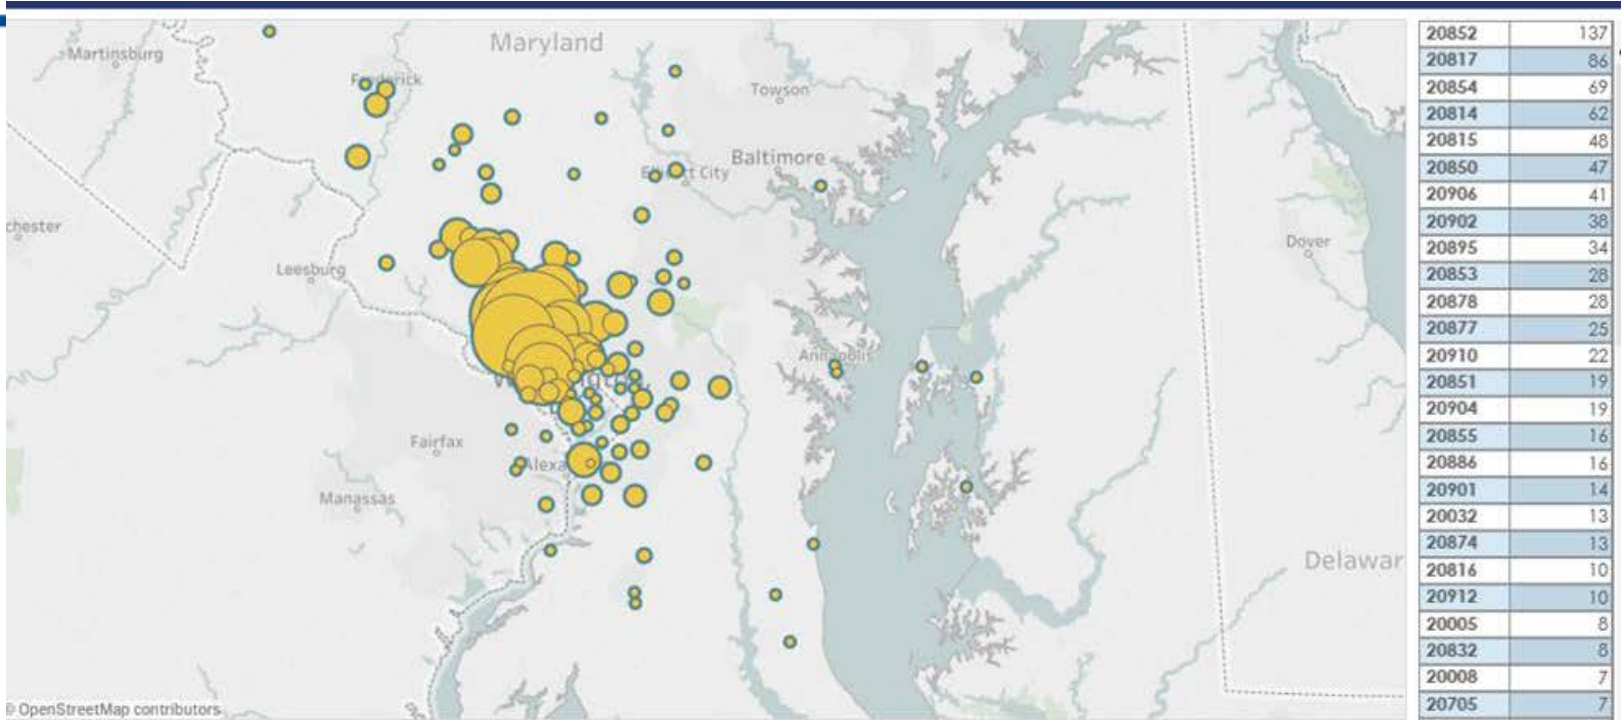 Maryland
Martinsburg
Frederick
Towson
Baltimore
City
chester
Leesburg
Dover
Annapolis
Fairfax
Alexa
Manassas
Delawar
© OpenStreetMap contributors
20852 137
20817 86
20854 69
20814 62
20815 48
20850 47
20906 41
20902 38
20895 34
20853 28
20878 28
20877 25
20910 22
20851 19
20904 19
20855 16
20886 16
20901 14
20032 13
20874 13
20816 10
20912 10
20005 8
20832 8
20008 7
20705 7